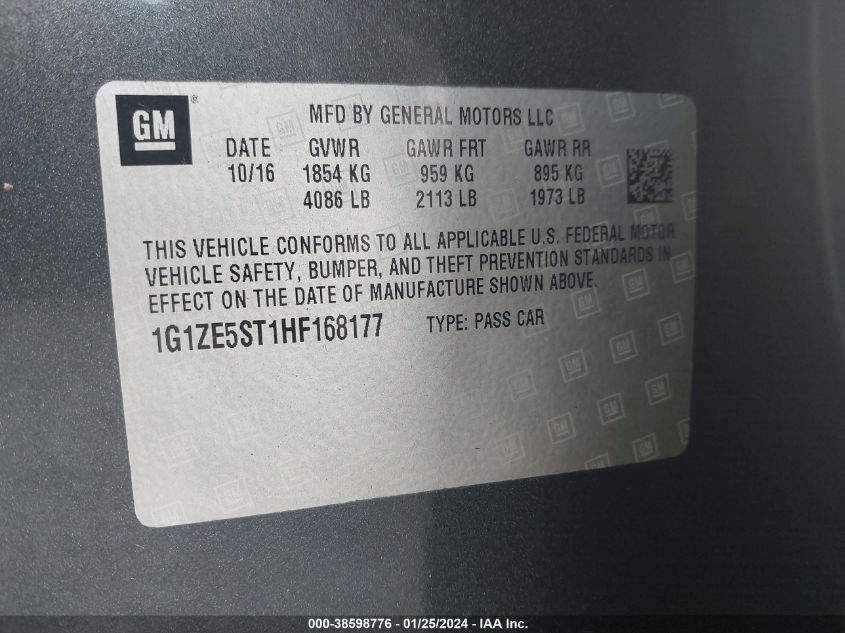 GM®
MFD BY GENERAL MOTORS LLC
DATE GVWR GAWR FRT GAWR RR
10/16 1854 KG 959 KG 895 KG
4086 LB 2113 LB 1973 LB
THIS VEHICLE CONFORMS TO ALL APPLICABLE U.S. FEDERAL MOTOR
VEHICLE SAFETY, BUMPER, AND THEFT PREVENTION STANDARDS IN
EFFECT ON THE DATE OF MANUFACTURE SHOWN ABOVE.
1G1ZE5ST1HF168177 TYPE: PASS CAR
000-38598776 - 01/25/2024 - IAA Inc.